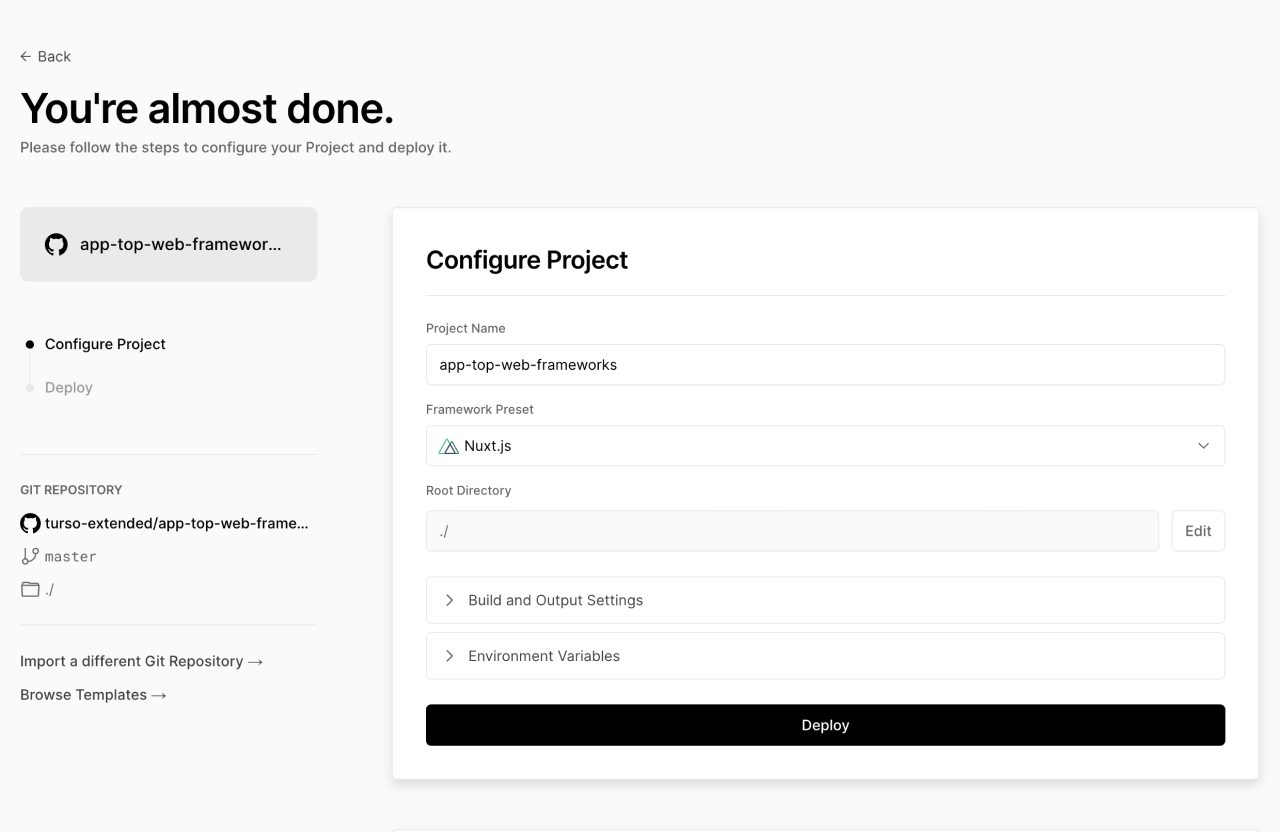 ← Back
You're almost done.
Please follow the steps to configure your Project and deploy it.
app-top-web-framewor...
Configure Project
Deploy
GIT REPOSITORY
turso-extended/app-top-web-frame...
master
./
Import a different Git Repository →
Browse Templates →
Configure Project
Project Name
app-top-web-frameworks
Framework Preset
Nuxt.js
Root Directory
./
Edit
Build and Output Settings
Environment Variables
Deploy